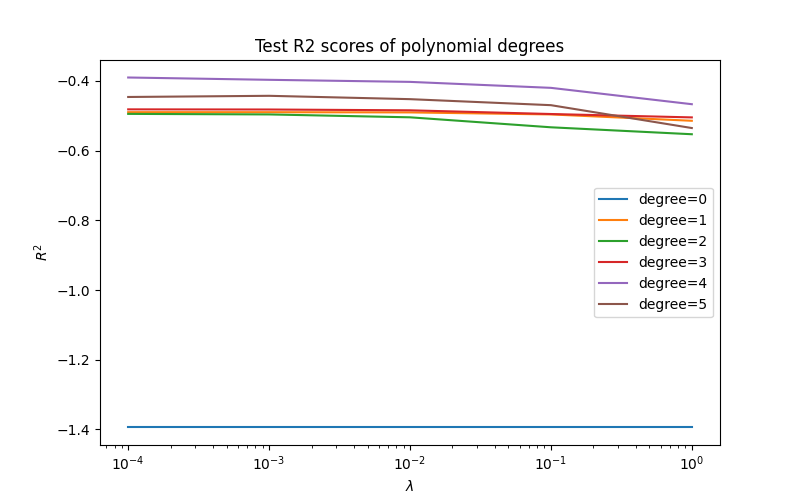 Test R2 scores of polynomial degrees
−0.4
−0.6
−0.8
−1.0
−1.2
−1.4
R²
degree=0
degree=1
degree=2
degree=3
degree=4
degree=5
10⁻⁴ 10⁻³ 10⁻² 10⁻¹ 10⁰
λ